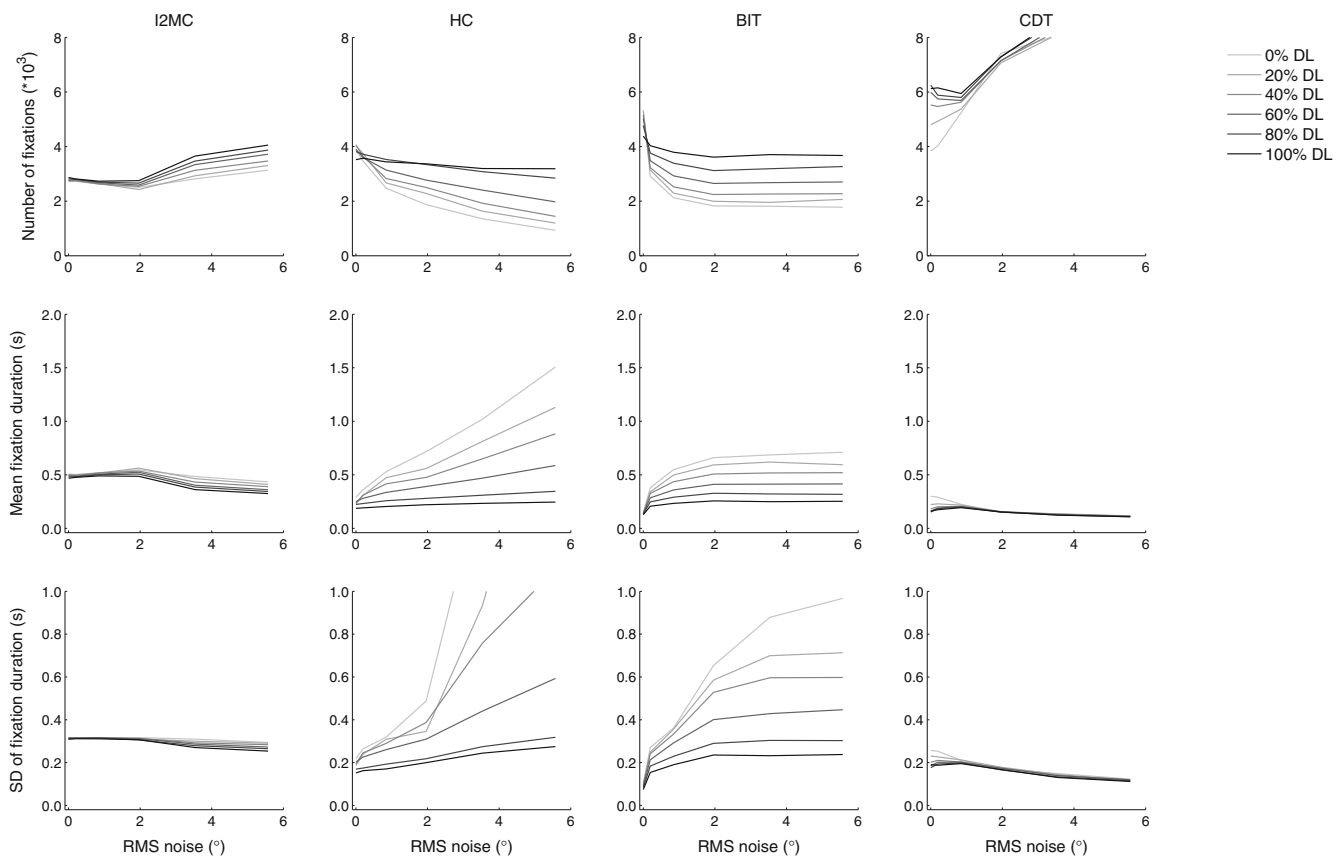 I2MC HC BIT CDT
Number of fixations (*10³)
8 8 8 8
6 6 6 6
4 4 4 4
2 2 2 2
0 0 0 0
0 2 4 6 0 2 4 6 0 2 4 6 0 2 4 6
0% DL
20% DL
40% DL
60% DL
80% DL
100% DL
Mean fixation duration (s)
2.0 2.0 2.0 2.0
1.5 1.5 1.5 1.5
1.0 1.0 1.0 1.0
0.5 0.5 0.5 0.5
0.0 0.0 0.0 0.0
0 2 4 6 0 2 4 6 0 2 4 6 0 2 4 6
SD of fixation duration (s)
1.0 1.0 1.0 1.0
0.8 0.8 0.8 0.8
0.6 0.6 0.6 0.6
0.4 0.4 0.4 0.4
0.2 0.2 0.2 0.2
0.0 0.0 0.0 0.0
0 2 4 6 0 2 4 6 0 2 4 6 0 2 4 6
RMS noise (°) RMS noise (°) RMS noise (°) RMS noise (°)